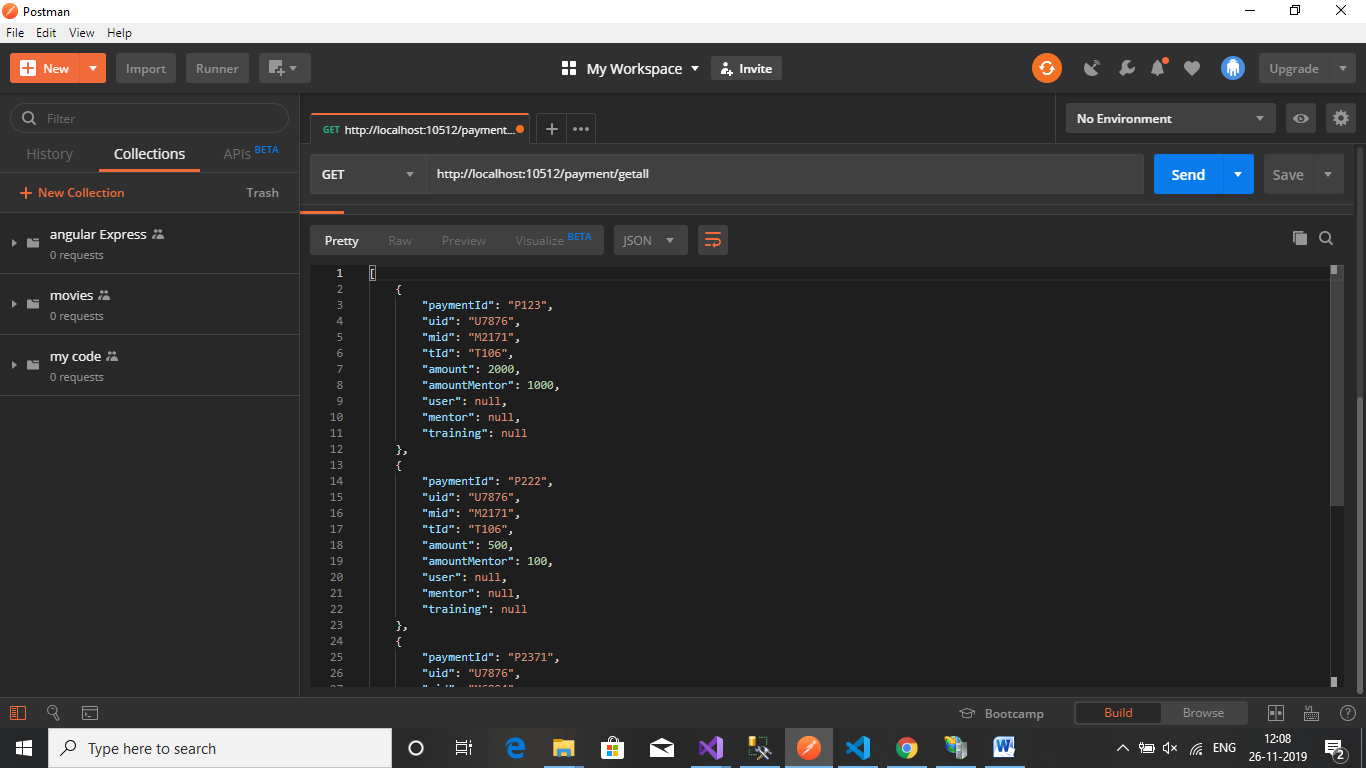 Postman
File Edit View Help
New Import Runner My Workspace Invite Upgrade
Filter
History Collections APIs BETA
New Collection Trash
angular Express
0 requests
movies
0 requests
my code
0 requests
GET http://localhost:10512/payment... No Environment
GET http://localhost:10512/payment/getall Send Save
Pretty Raw Preview Visualize BETA JSON
1 [
2 {
3 "paymentId": "P123",
4 "uid": "U7876",
5 "mid": "M2171",
6 "tId": "T106",
7 "amount": 2000,
8 "amountMentor": 1000,
9 "user": null,
10 "mentor": null,
11 "training": null
12 },
13 {
14 "paymentId": "P222",
15 "uid": "U7876",
16 "mid": "M2171",
17 "tId": "T106",
18 "amount": 500,
19 "amountMentor": 100,
20 "user": null,
21 "mentor": null,
22 "training": null
23 },
24 {
25 "paymentId": "P2371",
26 "uid": "U7876",
Bootcamp Build Browse
Type here to search
ENG
12:08
26-11-2019
2